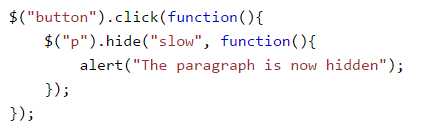 $("button").click(function(){
    $("p").hide("slow", function(){
        alert("The paragraph is now hidden");
    });
});